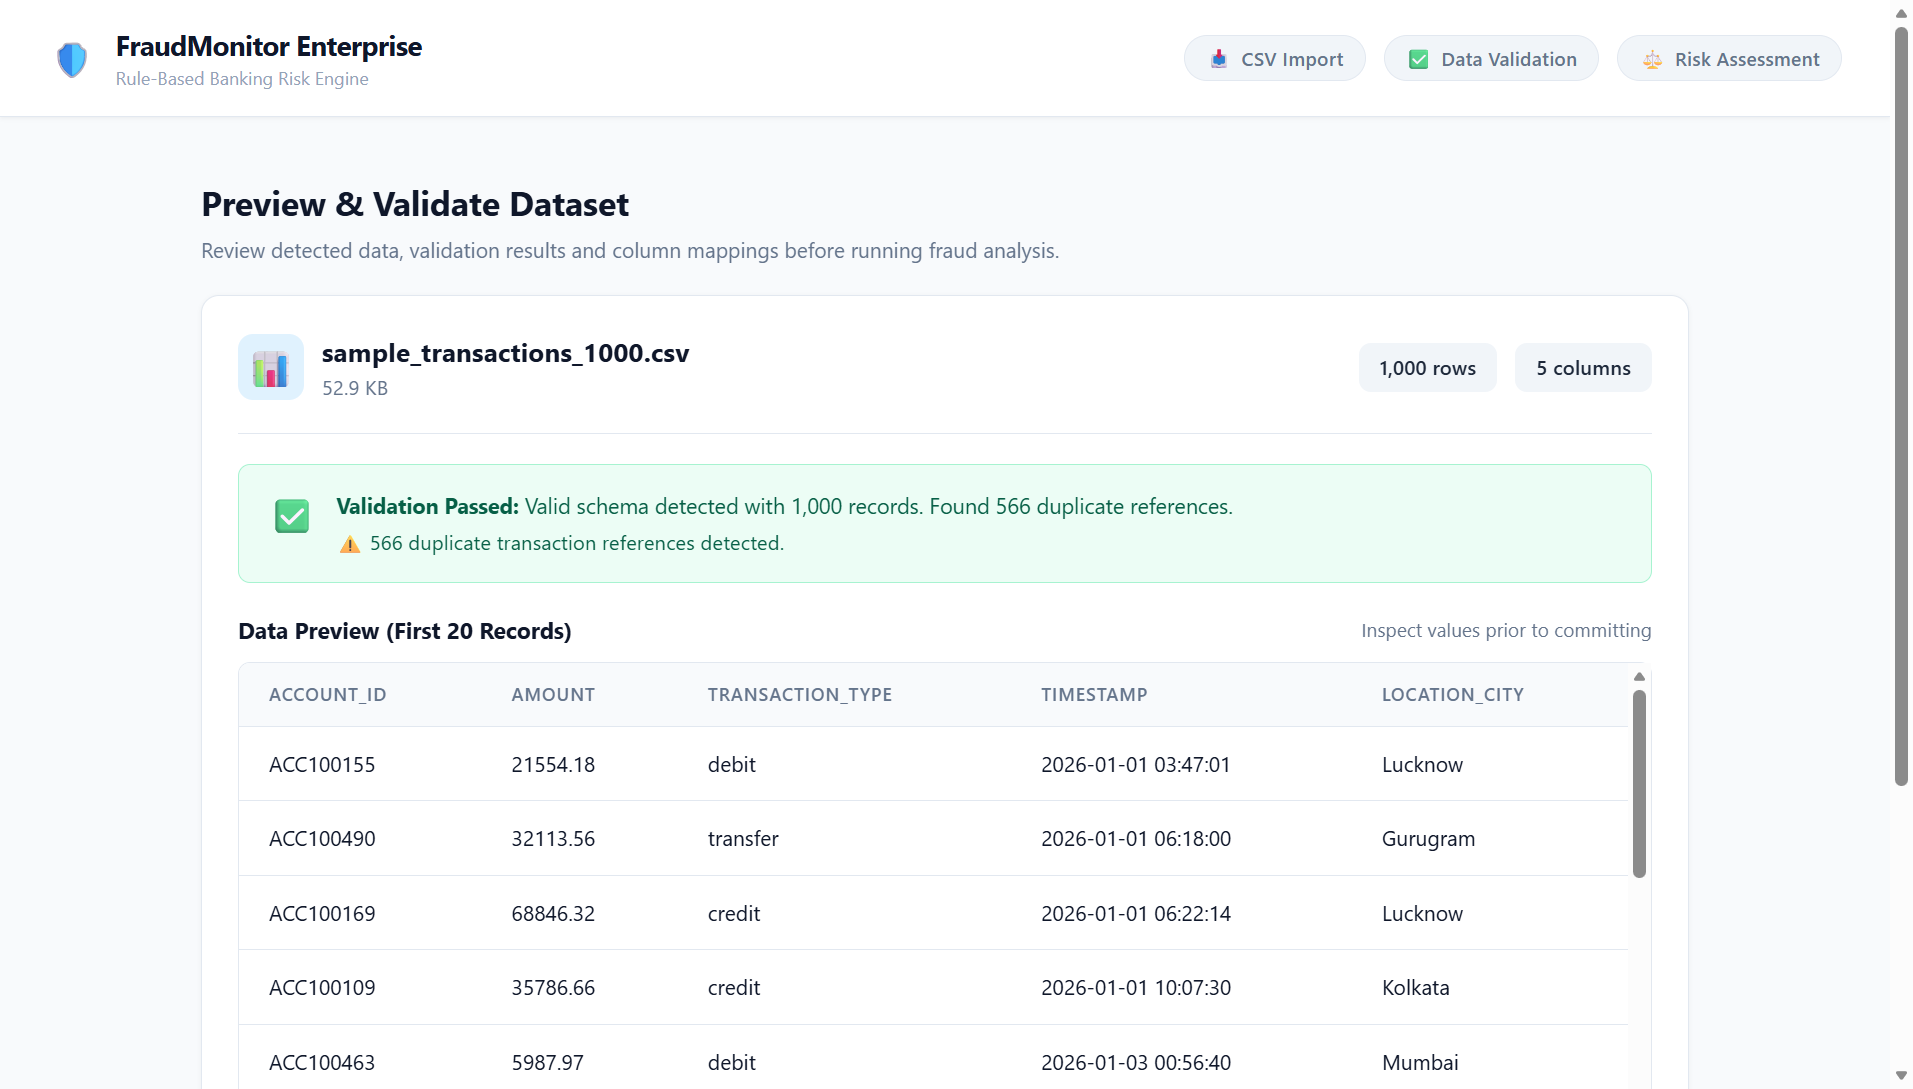 FraudMonitor Enterprise
Rule-Based Banking Risk Engine
CSV Import
Data Validation
Risk Assessment
Preview & Validate Dataset
Review detected data, validation results and column mappings before running fraud analysis.
sample_transactions_1000.csv
52.9 KB
1,000 rows
5 columns
Validation Passed: Valid schema detected with 1,000 records. Found 566 duplicate references.
566 duplicate transaction references detected.
Data Preview (First 20 Records)
Inspect values prior to committing
ACCOUNT_ID AMOUNT TRANSACTION_TYPE TIMESTAMP LOCATION_CITY
ACC100155 21554.18 debit 2026-01-01 03:47:01 Lucknow
ACC100490 32113.56 transfer 2026-01-01 06:18:00 Gurugram
ACC100169 68846.32 credit 2026-01-01 06:22:14 Lucknow
ACC100109 35786.66 credit 2026-01-01 10:07:30 Kolkata
ACC100463 5987.97 debit 2026-01-03 00:56:40 Mumbai